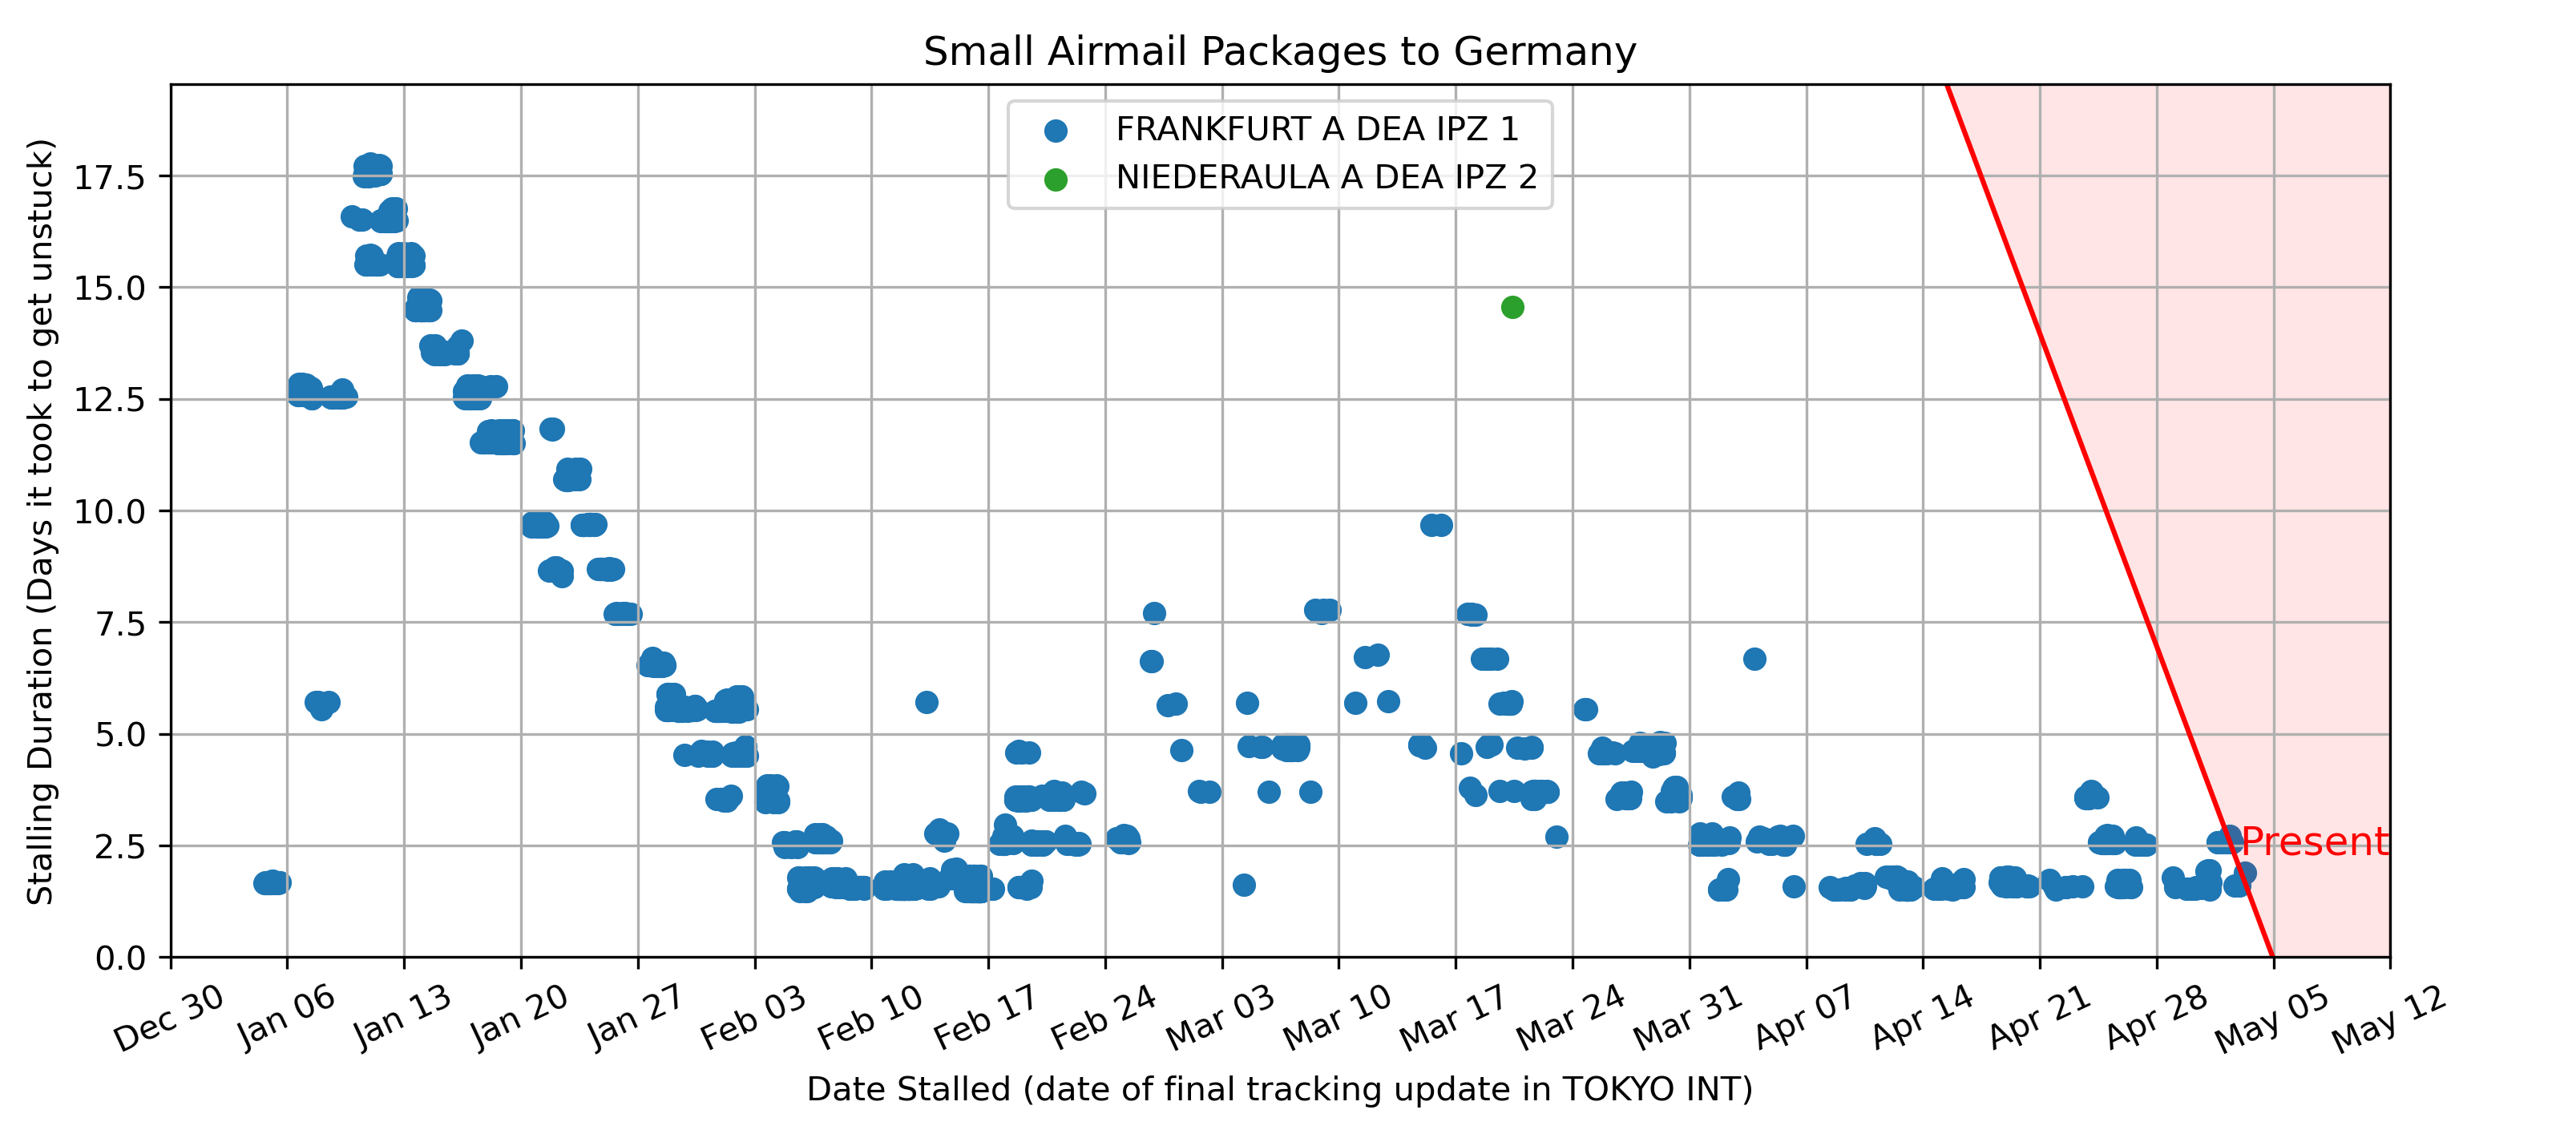 Small Airmail Packages to Germany
FRANKFURT A DEA IPZ 1
NIEDERAULA A DEA IPZ 2
Stalling Duration (Days it took to get unstuck)
17.5
15.0
12.5
10.0
7.5
5.0
2.5
0.0
Present
Dec 30 Jan 06 Jan 13 Jan 20 Jan 27 Feb 03 Feb 10 Feb 17 Feb 24 Mar 03 Mar 10 Mar 17 Mar 24 Mar 31 Apr 07 Apr 14 Apr 21 Apr 28 May 05 May 12
Date Stalled (date of final tracking update in TOKYO INT)